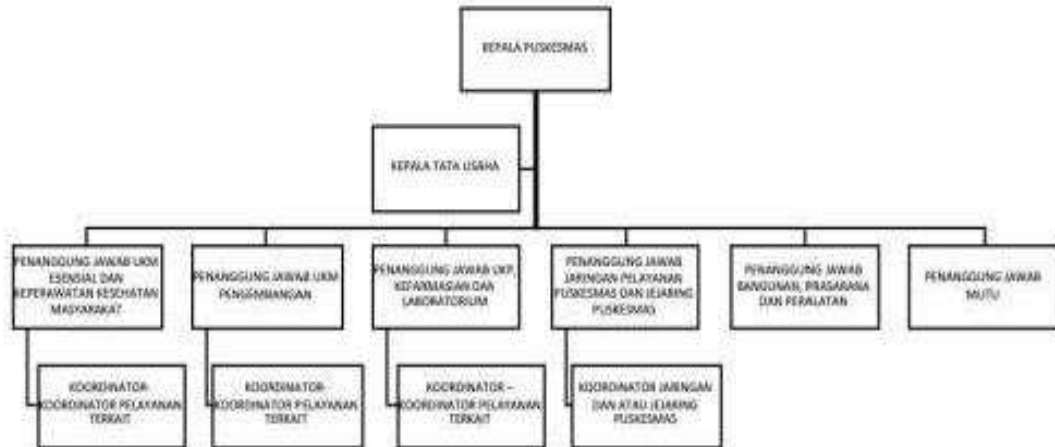 KEPALA PUSKESMAS
KEPALA TATA USAHA
PENANGGUNG JAWAB UKM
ESENSIAL DAN
KEPERAWATAN KESEHATAN
MASYARAKAT
PENANGGUNG JAWAB UKM
PENGEMBANGAN
PENANGGUNG JAWAB UKP,
KEFARMASIAN DAN
LABORATORIUM
PENANGGUNG JAWAB
JARINGAN PELAYANAN
PUSKESMAS DAN JEJARING
PUSKESMAS
PENANGGUNG JAWAB
BANGUNAN, PRASARANA
DAN PERALATAN
PENANGGUNG JAWAB
MUTU
KOORDINATOR-
KOORDINATOR PELAYANAN
TERKAIT
KOORDINATOR-
KOORDINATOR PELAYANAN
TERKAIT
KOORDINATOR –
KOORDINATOR PELAYANAN
TERKAIT
KOORDINATOR JARINGAN
DAN ATAU JEJARING
PUSKESMAS